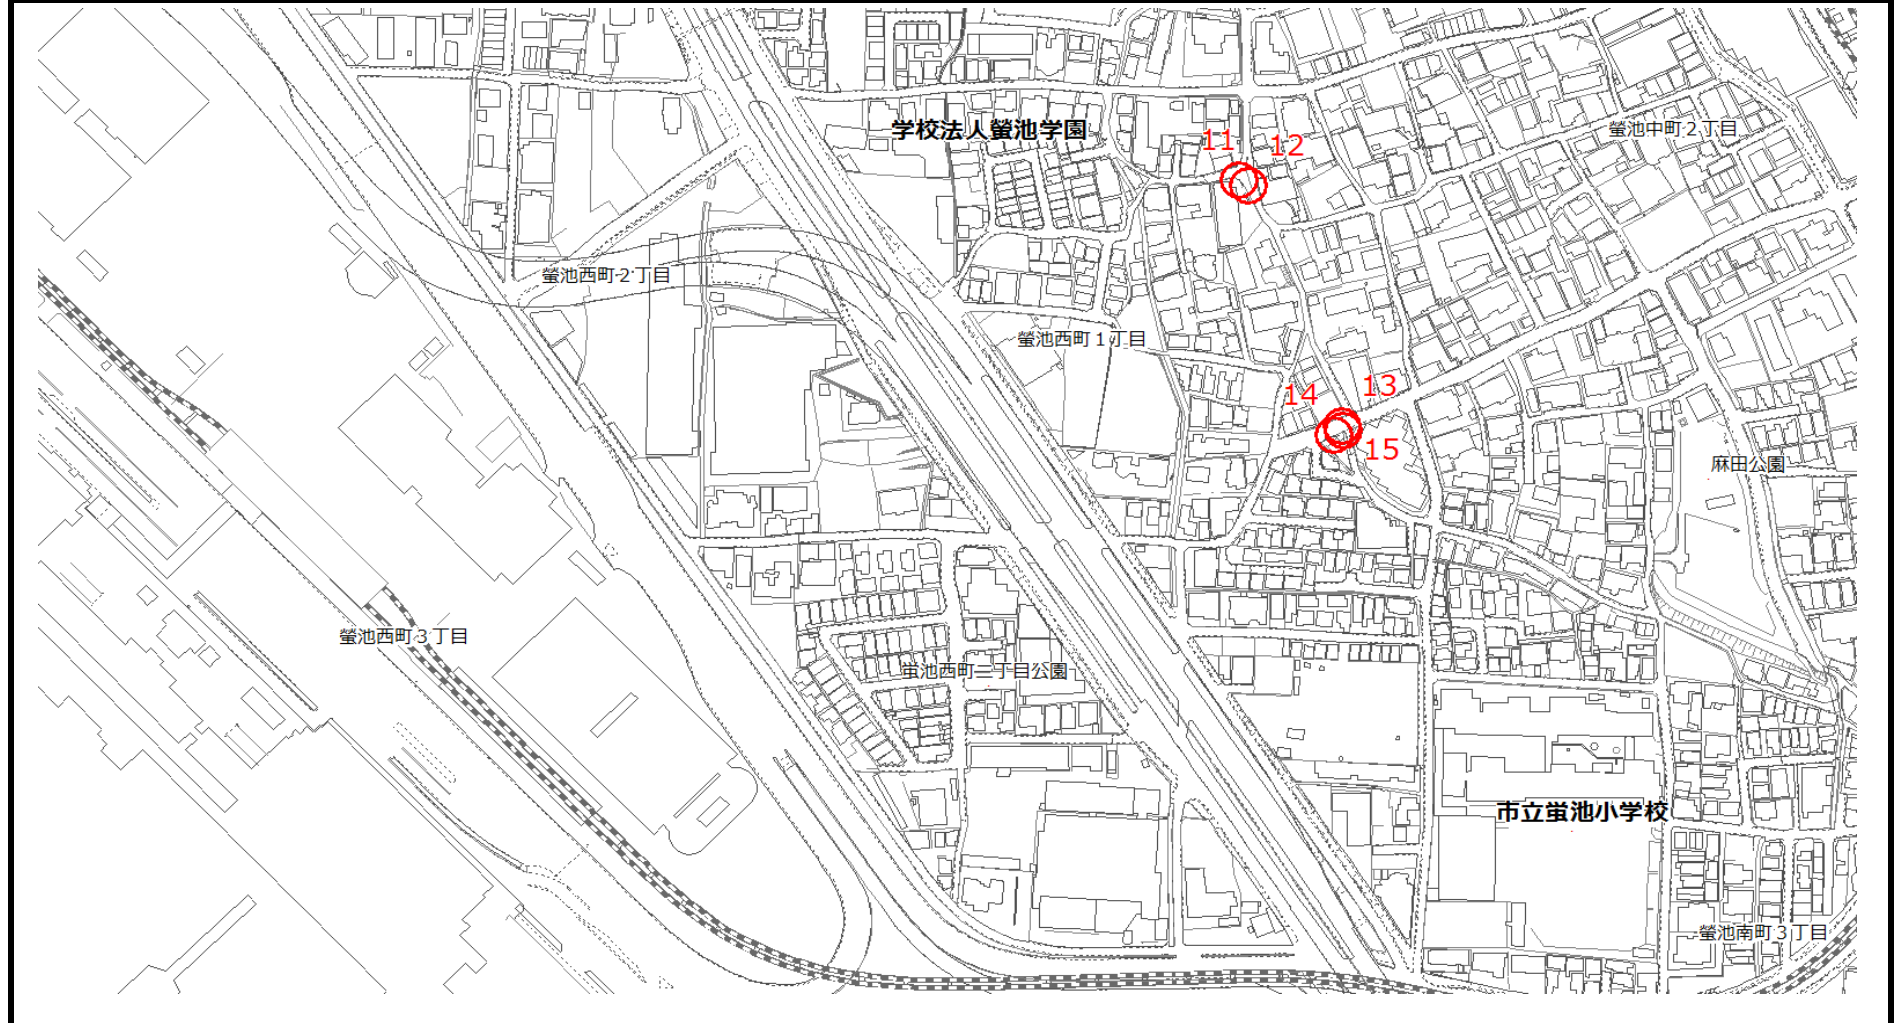 学校法人螢池学園
螢池中町２丁目
11
12
螢池西町２丁目
螢池西町１丁目
14
13
15
麻田公園
螢池西町３丁目
蛍池西町二丁目公園
市立蛍池小学校
螢池南町３丁目